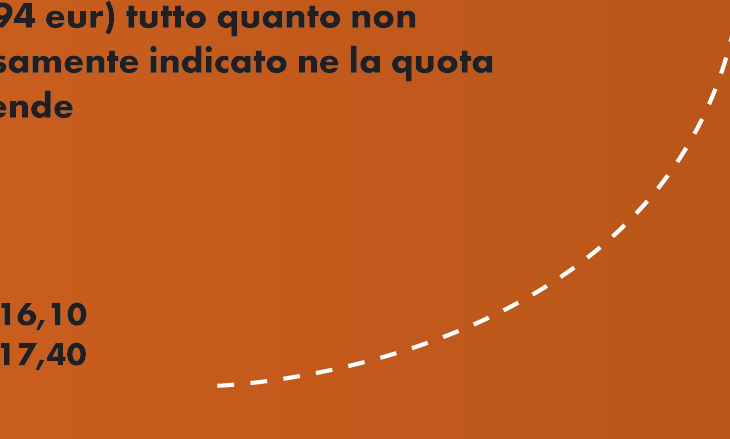 94 eur) tutto quanto non
samente indicato ne la quota
ende
16,10
17,40